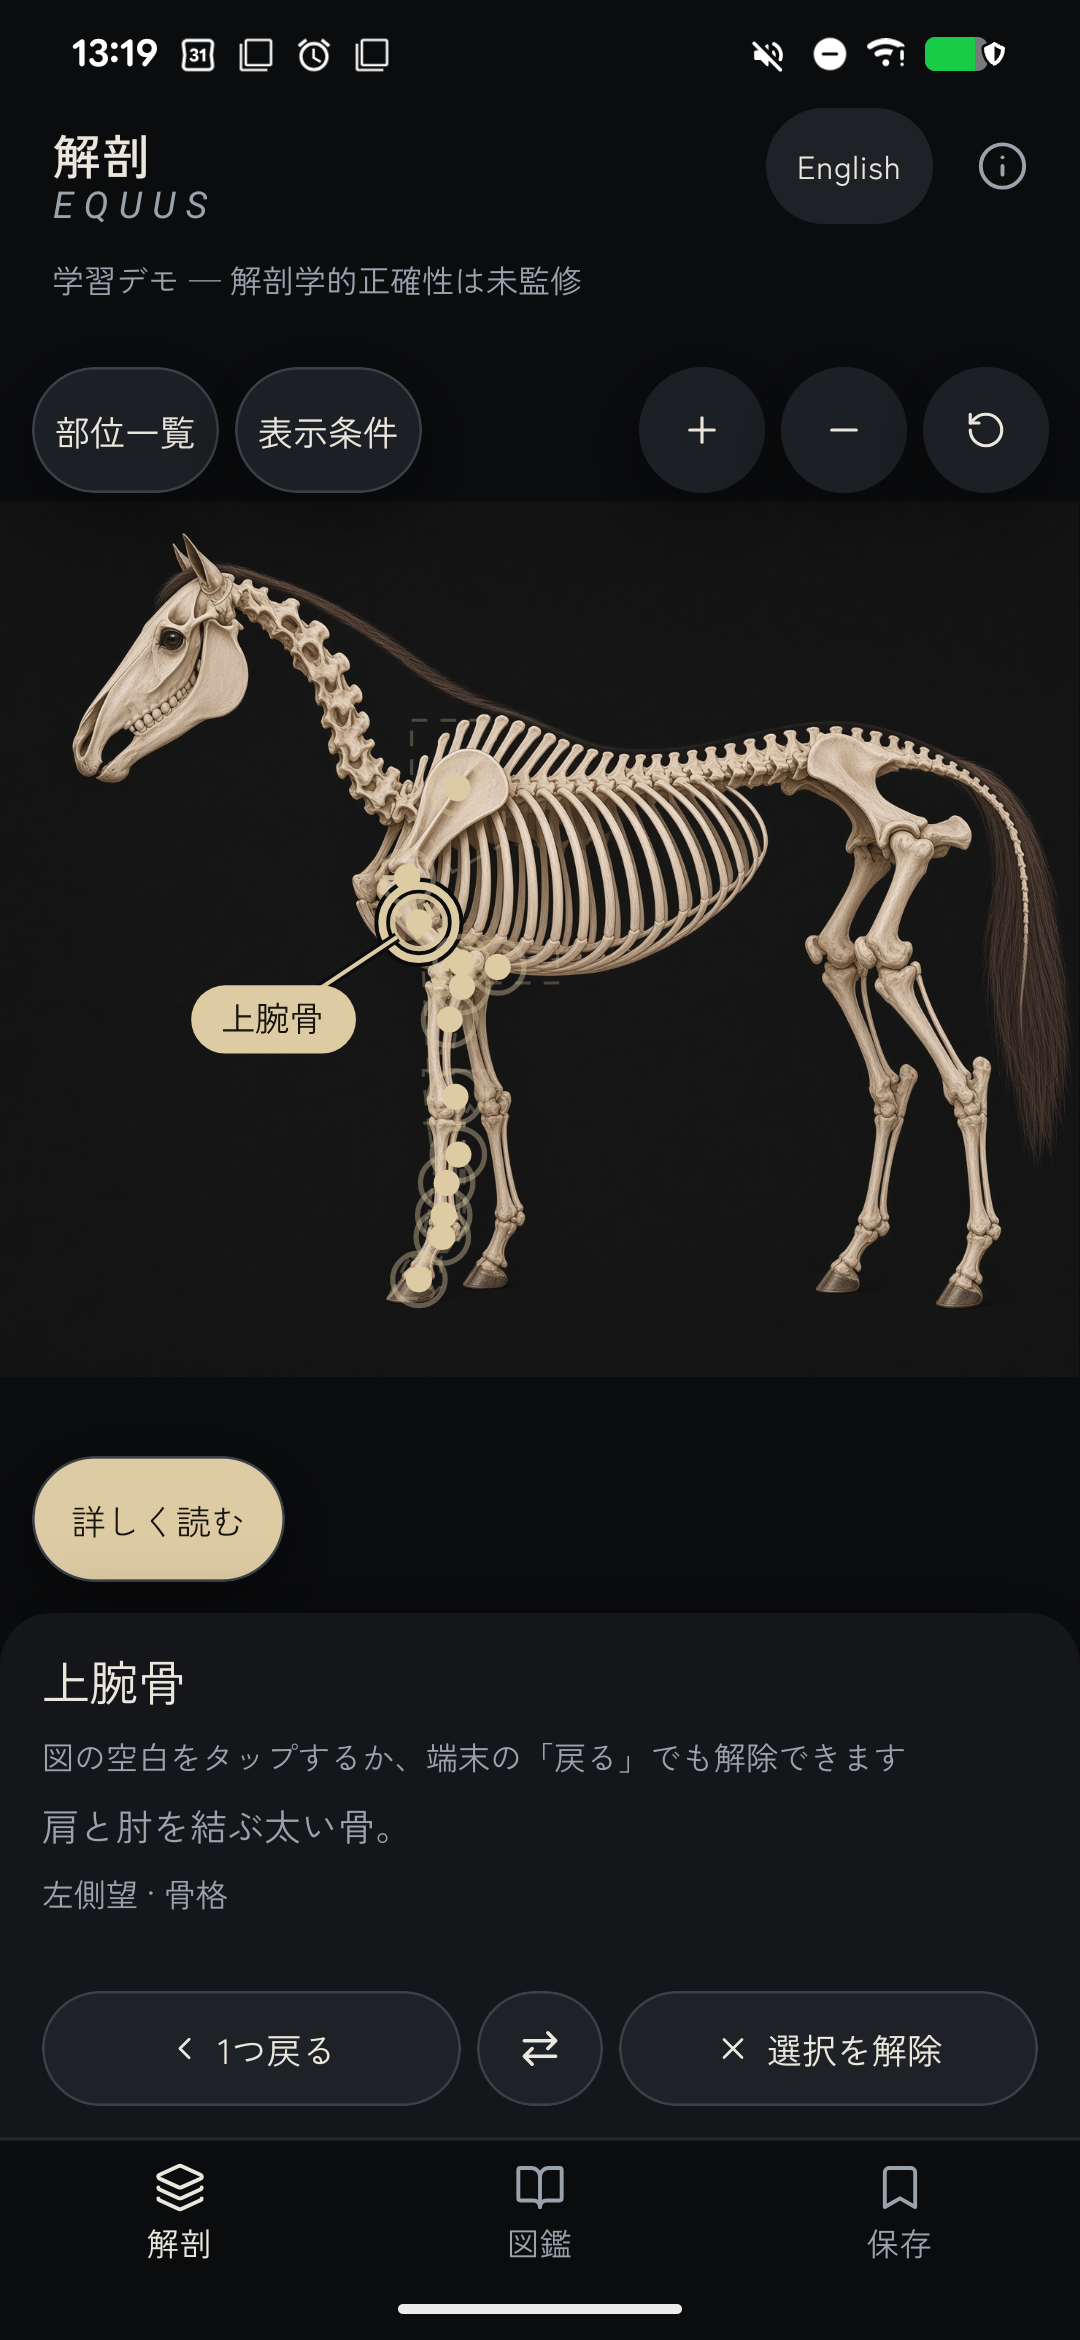 13:19
31
解剖
EQUUS
English
学習デモ — 解剖学的正確性は未監修
部位一覧
表示条件
上腕骨
詳しく読む
上腕骨
図の空白をタップするか、端末の「戻る」でも解除できます
肩と肘を結ぶ太い骨。
左側望 · 骨格
1つ戻る
選択を解除
解剖
図鑑
保存